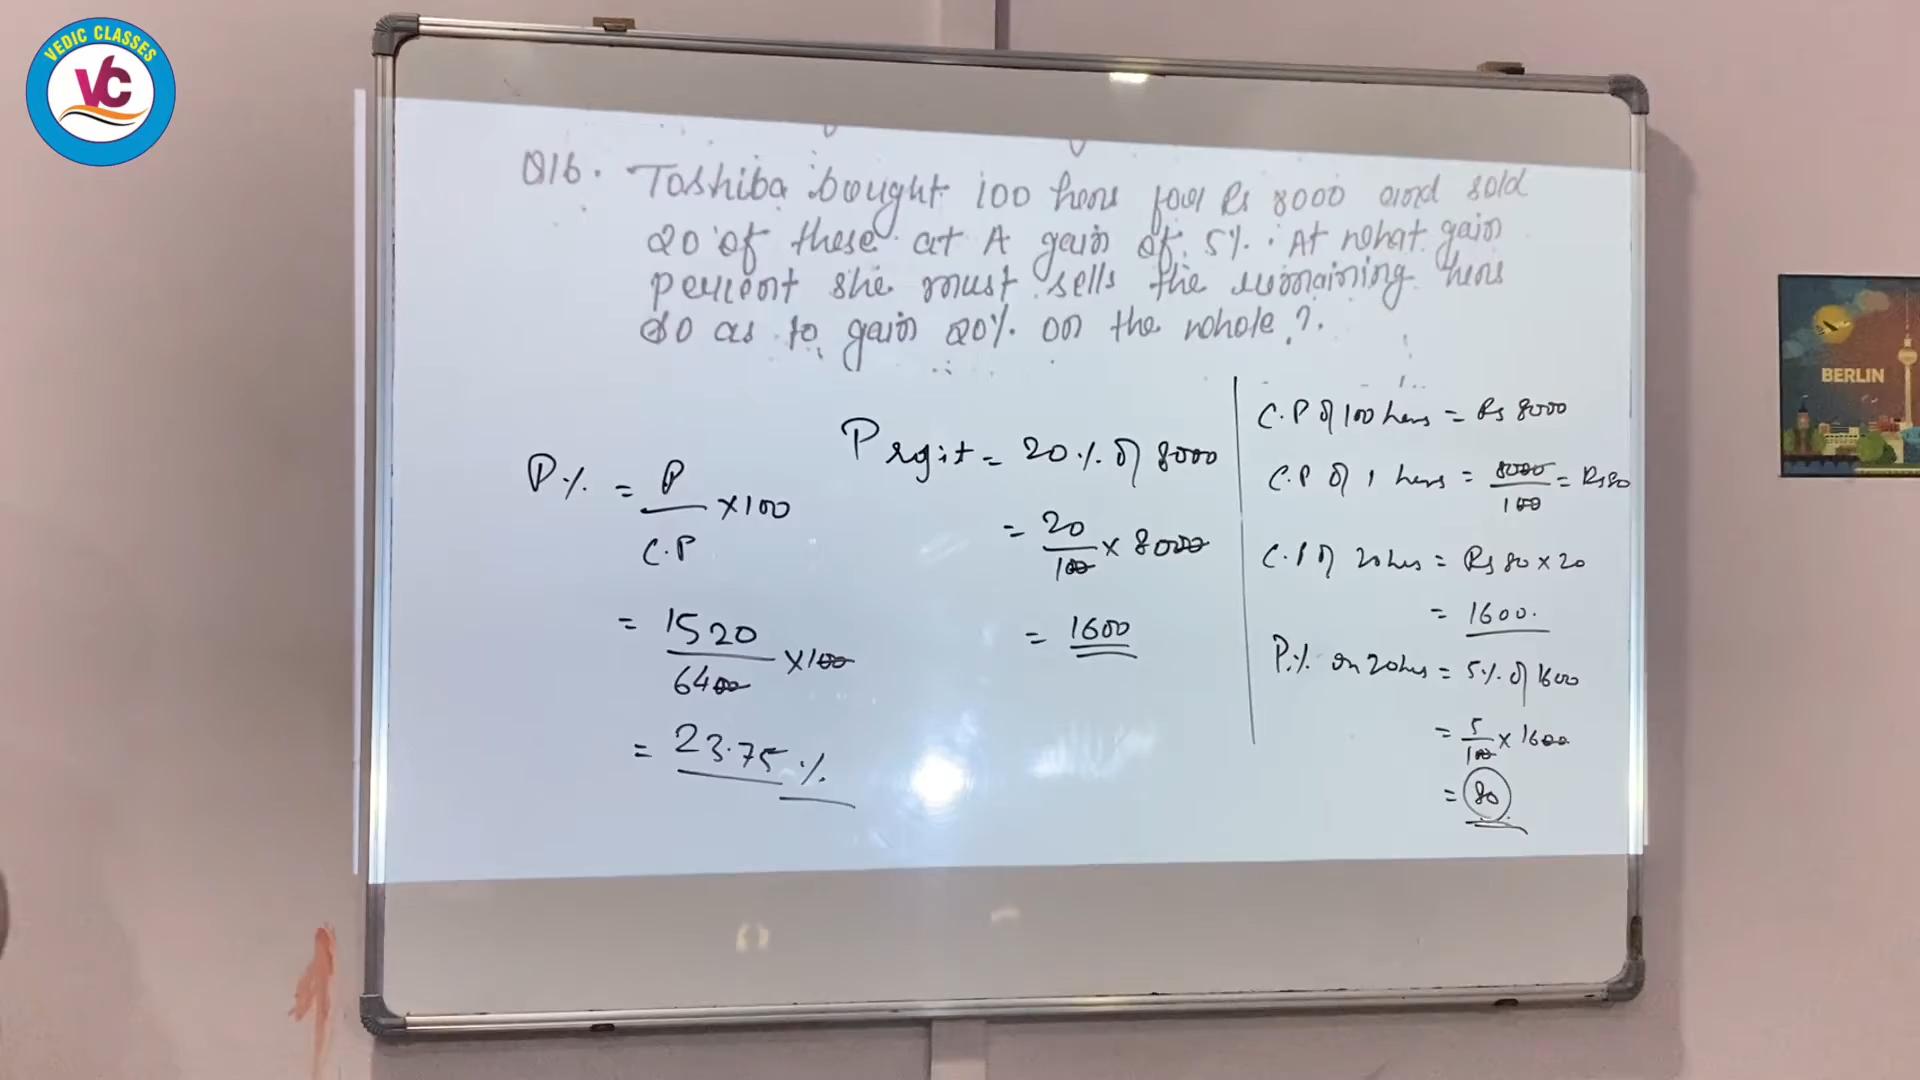 VEDIC CLASSES
VC
Q16. Toshiba bought 100 hens for Rs 8000 and sold
20 of these at A gain of 5%. At what gain
percent she must sells the remaining hens
so as to gain 20% on the whole?.
P% = P/C.P ×100
= 1520/6400 ×100
= 23.75 %
Profit = 20% of 8000
= 20/100 × 8000
= 1600
C.P of 100 hens = Rs 8000
C.P of 1 hens = 8000/100 = Rs 80
C.P of 20 hens = Rs 80 × 20
= 1600.
P.% on 20 hens = 5% of 1600
= 5/100 × 1600
= 80
BERLIN